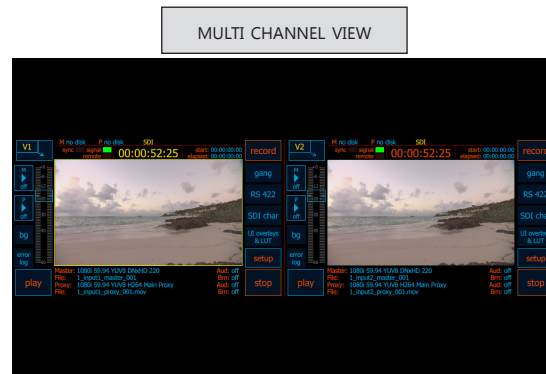 MULTI CHANNEL VIEW
V1
M no disk P no disk SDI
sync signal remote
00:00:52:25
start: 00:00:00:00
elapsed: 00:00:00:00
record
M
off
P
off
bg
error
log
play
gang
RS 422
SDI char
UI overlays
& LUT
setup
stop
Master: 1080i 59.94 YUV8 DNxHD 220 Aud: off
File: 1_input1_master_001 Brn: off
Proxy: 1080i 59.94 YUV8 H264 Main Proxy Aud: off
File: 1_input1_proxy_001.mov Brn: off
V2
M no disk P no disk SDI
sync signal remote
00:00:52:25
start: 00:00:00:00
elapsed: 00:00:00:00
record
M
off
P
off
bg
error
log
play
gang
RS 422
SDI char
UI overlays
& LUT
setup
stop
Master: 1080i 59.94 YUV8 DNxHD 220 Aud: off
File: 1_input2_master_001 Brn: off
Proxy: 1080i 59.94 YUV8 H264 Main Proxy Aud: off
File: 1_input2_proxy_001.mov Brn: off